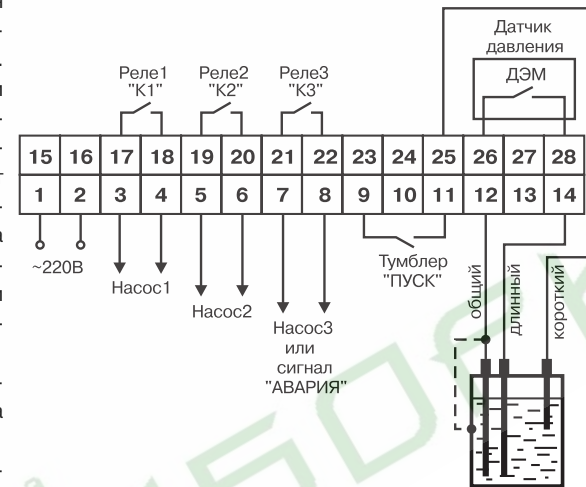 Датчик
давления
ДЭМ
Реле1
"К1"
Реле2
"К2"
Реле3
"К3"
15 16 17 18 19 20 21 22 23 24 25 26 27 28
1 2 3 4 5 6 7 8 9 10 11 12 13 14
~220В
Насос1
Насос2
Насос3
или
сигнал
"АВАРИЯ"
Тумблер
"ПУСК"
общий
длинный
короткий